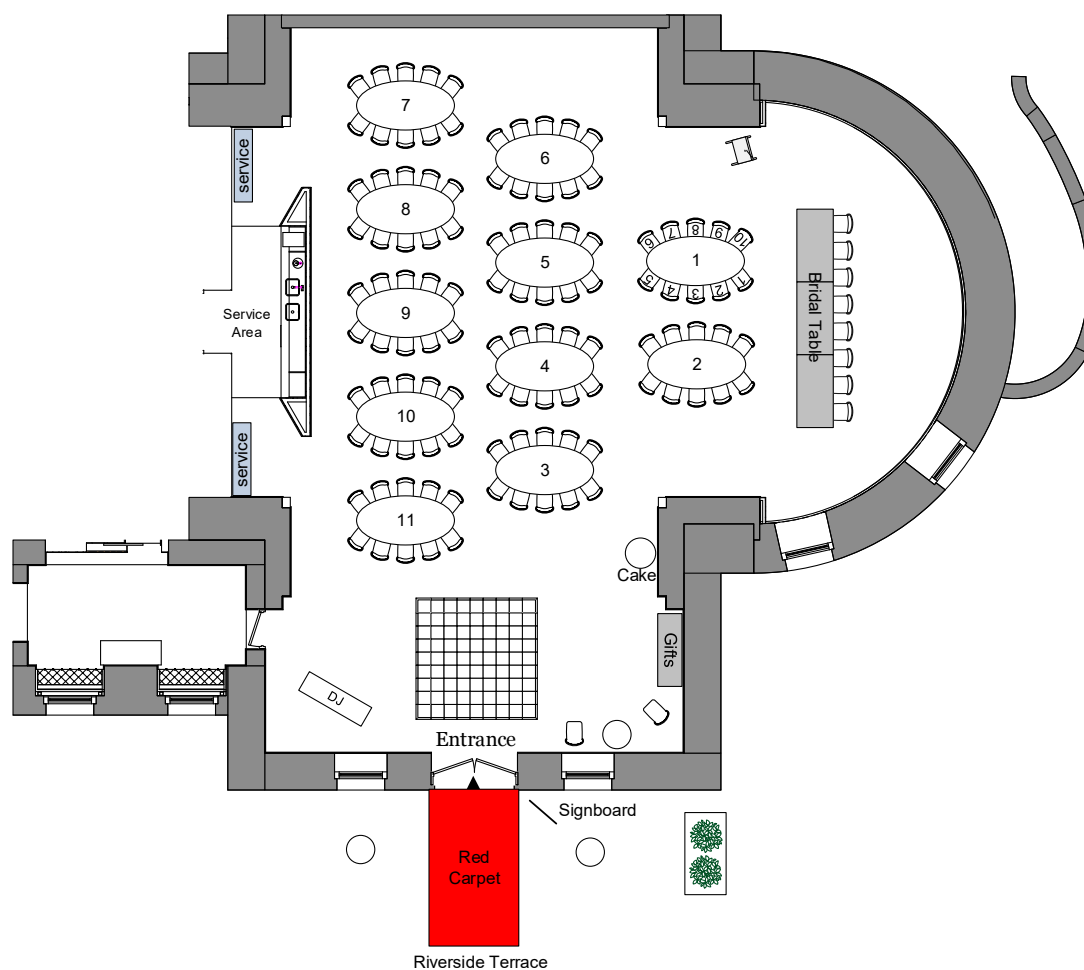 7
6
service
8
5
6
7
8
9
10
1
5
4
3
2
1
9
Service
Area
Bridal Table
4
2
10
service
3
11
Cake
Gifts
DJ
Entrance
Signboard
Red
Carpet
Riverside Terrace